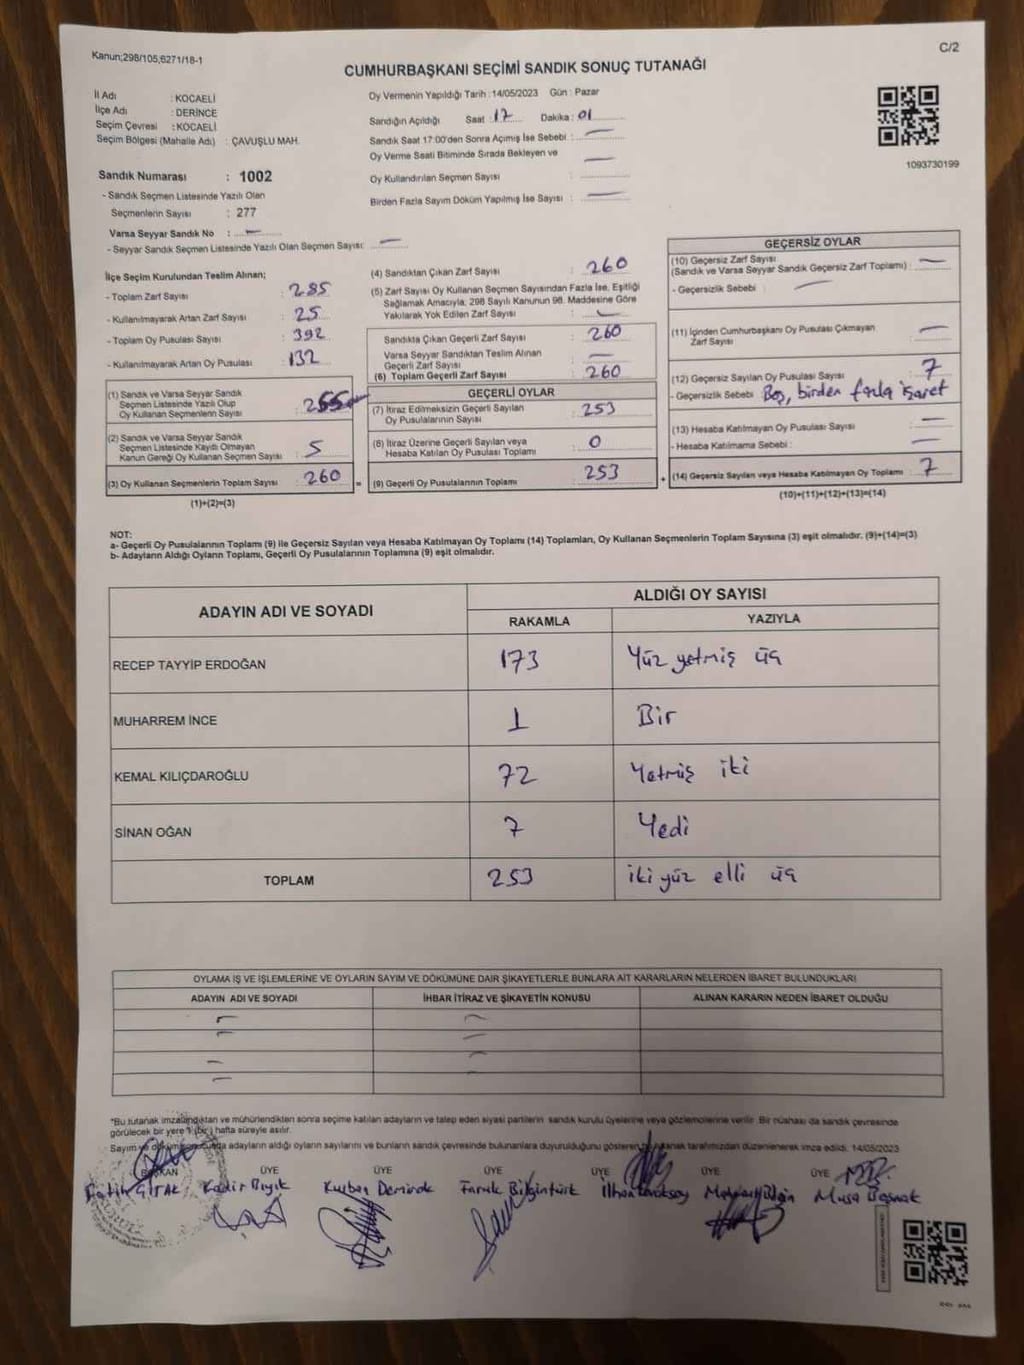 Kanun;298/105,6271/18-1
C/2
CUMHURBAŞKANI SEÇİMİ SANDIK SONUÇ TUTANAĞI
İl Adı : KOCAELİ
İlçe Adı : DERİNCE
Seçim Çevresi : KOCAELİ
Seçim Bölgesi (Mahalle Adı) : ÇAVUŞLU MAH.
Sandık Numarası : 1002
- Sandık Seçmen Listesinde Yazılı Olan
Seçmenlerin Sayısı : 277
Varsa Seyyar Sandık No : —
- Seyyar Sandık Seçmen Listesinde Yazılı Olan Seçmen Sayısı: —
Oy Vermenin Yapıldığı Tarih :14/05/2023 Gün : Pazar
Sandığın Açıldığı Saat : 17 Dakika : 01
Sandık Saat 17:00'den Sonra Açımış İse Sebebi : —
Oy Verme Saati Bitiminde Sırada Bekleyen ve —
Oy Kullandırılan Seçmen Sayısı :
Birden Fazla Sayım Döküm Yapılmış İse Sayısı : —
1093730199
İlçe Seçim Kurulundan Teslim Alınan;
- Toplam Zarf Sayısı : 285
- Kullanılmayarak Artan Zarf Sayısı : 25
- Toplam Oy Pusulası Sayısı : 392
- Kullanılmayarak Artan Oy Pusulası : 132
(1) Sandık ve Varsa Seyyar Sandık
Seçmen Listesinde Yazılı Olup
Oy Kullanan Seçmenlerin Sayısı : 255
(2) Sandık ve Varsa Seyyar Sandık
Seçmen Listesinde Kayıtlı Olmayan
Kanun Gereği Oy Kullanan Seçmen Sayısı : 5
(3) Oy Kullanan Seçmenlerin Toplam Sayısı : 260
(1)+(2)=(3)
(4) Sandıktan Çıkan Zarf Sayısı : 260
(5) Zarf Sayısı Oy Kullanan Seçmen Sayısından Fazla İse, Eşitliği
Sağlamak Amacıyla, 298 Sayılı Kanunun 98. Maddesine Göre
Yakılarak Yok Edilen Zarf Sayısı : —
Sandıkta Çıkan Geçerli Zarf Sayısı : 260
Varsa Seyyar Sandıktan Teslim Alınan
Geçerli Zarf Sayısı : —
(6) Toplam Geçerli Zarf Sayısı : 260
GEÇERLİ OYLAR
(7) İtiraz Edilmeksizin Geçerli Sayılan
Oy Pusulalarının Sayısı : 253
(8) İtiraz Üzerine Geçerli Sayılan veya
Hesaba Katılan Oy Pusulası Toplamı : 0
(9) Geçerli Oy Pusulalarının Toplamı : 253
GEÇERSİZ OYLAR
(10) Geçersiz Zarf Sayısı
(Sandık ve Varsa Seyyar Sandık Geçersiz Zarf Toplamı) : —
- Geçersizlik Sebebi : —
(11) İçinden Cumhurbaşkanı Oy Pusulası Çıkmayan
Zarf Sayısı : —
(12) Geçersiz Sayılan Oy Pusulası Sayısı : 7
- Geçersizlik Sebebi : Boş, birden fazla işaret
(13) Hesaba Katılmayan Oy Pusulası Sayısı : —
- Hesaba Katılmama Sebebi : —
(14) Geçersiz Sayılan veya Hesaba Katılmayan Oy Toplamı : 7
(10)+(11)+(12)+(13)=(14)
NOT:
a- Geçerli Oy Pusulalarının Toplamı (9) ile Geçersiz Sayılan veya Hesaba Katılmayan Oy Toplamı (14) Toplamları, Oy Kullanan Seçmenlerin Toplam Sayısına (3) eşit olmalıdır. (9)+(14)=(3)
b- Adayların Aldığı Oyların Toplamı, Geçerli Oy Pusulalarının Toplamına (9) eşit olmalıdır.
ADAYIN ADI VE SOYADI
ALDIĞI OY SAYISI
RAKAMLA YAZIYLA
RECEP TAYYİP ERDOĞAN 173 Yüz yetmiş üç
MUHARREM İNCE 1 Bir
KEMAL KILIÇDAROĞLU 72 Yetmiş iki
SİNAN OĞAN 7 Yedi
TOPLAM 253 iki yüz elli üç
OYLAMA İŞ VE İŞLEMLERİNE VE OYLARIN SAYIM VE DÖKÜMÜNE DAİR ŞİKAYETLERLE BUNLARA AİT KARARLARIN NELERDEN İBARET BULUNDUKLARI
ADAYIN ADI VE SOYADI İHBAR İTİRAZ VE ŞİKAYETİN KONUSU ALINAN KARARIN NEDEN İBARET OLDUĞU
*Bu tutanak imzalandıktan ve mühürlendikten sonra seçime katılan adayların ve talep eden siyasi partilerin sandık kurulu üyelerine veya gözlemcilerine verilir. Bir nüshası da sandık çevresinde
görülecek bir yere 1 (bir) hafta süreyle asılır.
Sayım ve adayların aldığı oyların sayılarını ve bunların sandık çevresinde bulunanlara duyurulduğunu gösteren tarafımızdan düzenlenerek imza edildi. 14/05/2023
BAŞKAN ÜYE ÜYE ÜYE ÜYE ÜYE ÜYE
Fatih Kadir Bıyık Kurban Demirok Faruk Bilgintürk İlhan Musa